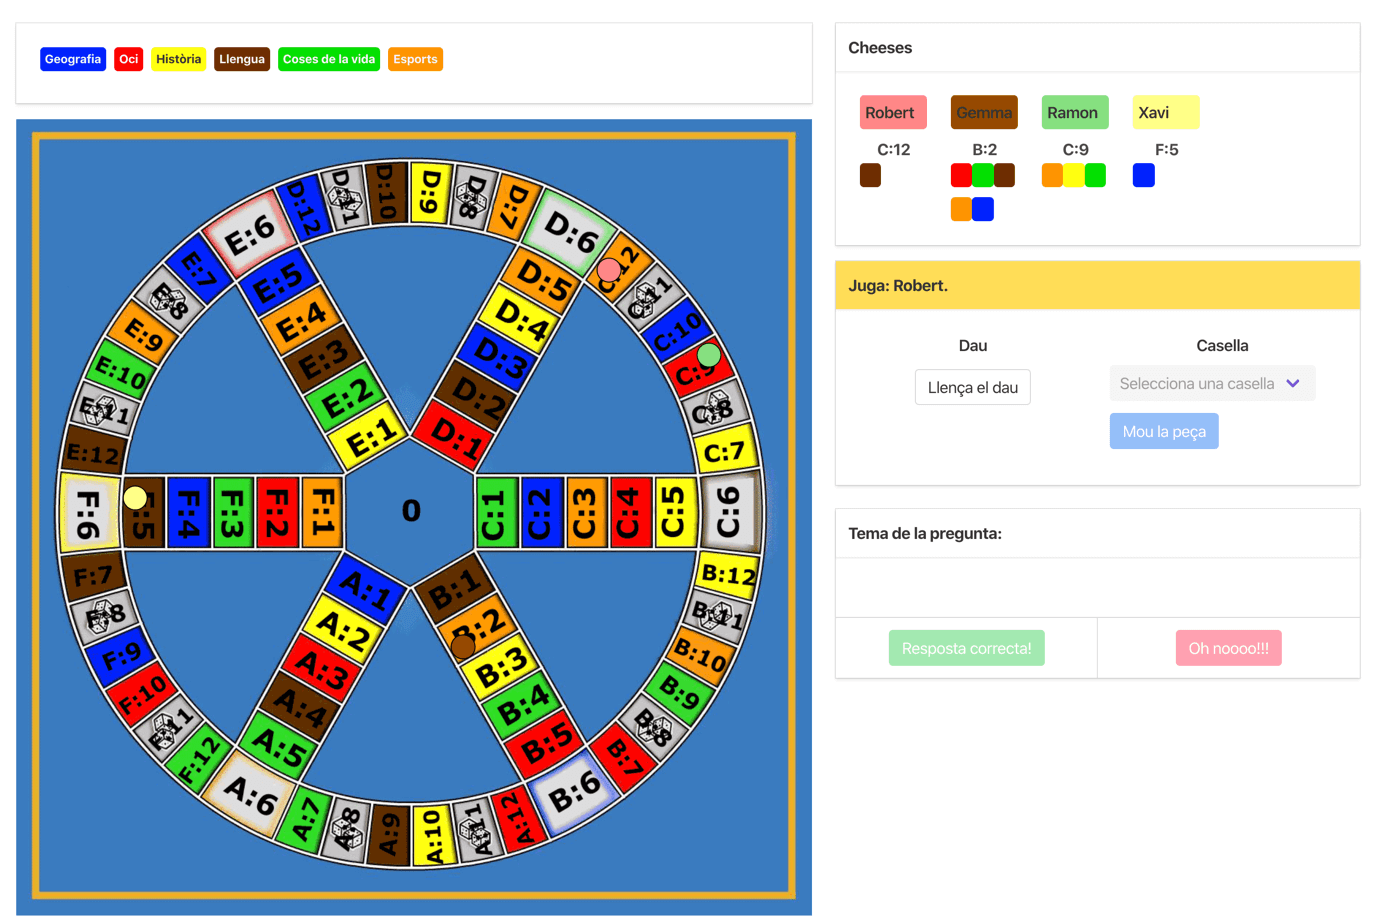 Geografia Oci Història Llengua Coses de la vida Esports
Cheeses
Robert Gemma Ramon Xavi
C:12 B:2 C:9 F:5
Juga: Robert.
Dau Casella
Llença el dau Selecciona una casella
Mou la peça
Tema de la pregunta:
Resposta correcta! Oh noooo!!!
D:12
D:11
D:10
D:9
D:8
D:7
E:6
D:6
C:12
E:7
E:5
D:5
C:11
E:8
E:4
D:4
C:10
E:9
E:3
D:3
C:9
E:10
E:2
D:2
C:8
E:11
E:1
D:1
C:7
E:12
F:6
F:5
F:4
F:3
F:2
F:1
0
C:1
C:2
C:3
C:4
C:5
C:6
F:7
A:1
B:1
B:12
F:8
A:2
B:2
B:11
F:9
A:3
B:3
B:10
F:10
A:4
B:4
B:9
F:11
A:5
B:5
B:8
F:12
A:6
B:6
B:7
A:7
A:8
A:9
A:10
A:11
A:12